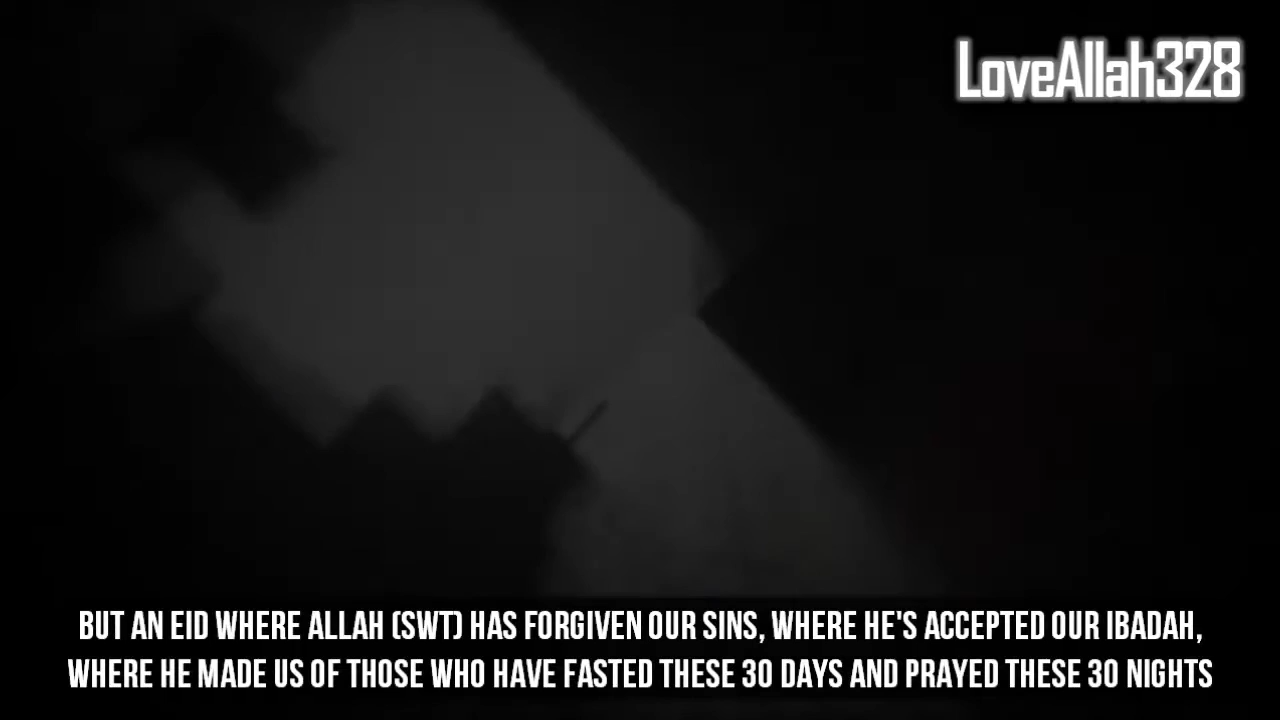 LoveAllah328
BUT AN EID WHERE ALLAH (SWT) HAS FORGIVEN OUR SINS, WHERE HE'S ACCEPTED OUR IBADAH,
WHERE HE MADE US OF THOSE WHO HAVE FASTED THESE 30 DAYS AND PRAYED THESE 30 NIGHTS